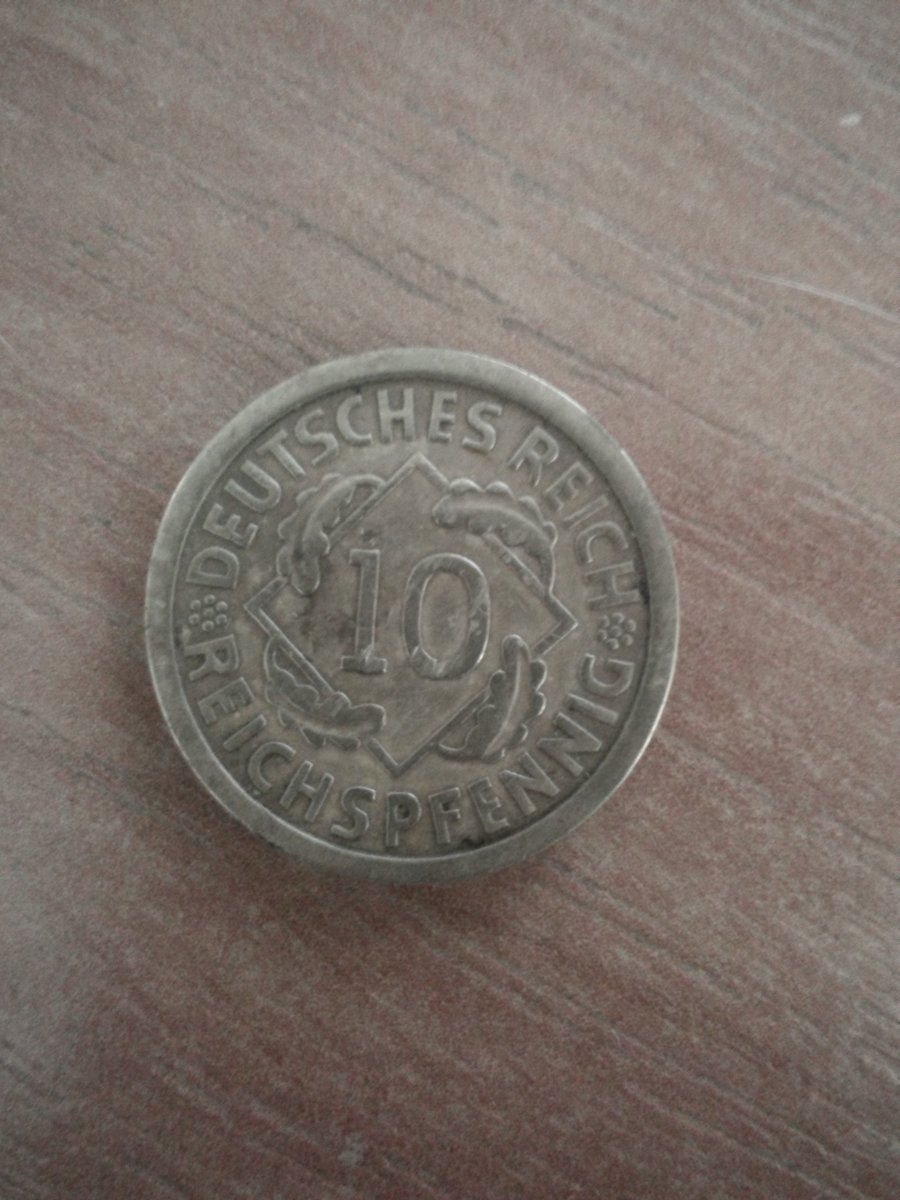 DEUTSCHES REICH
10
REICHSPFENNIG